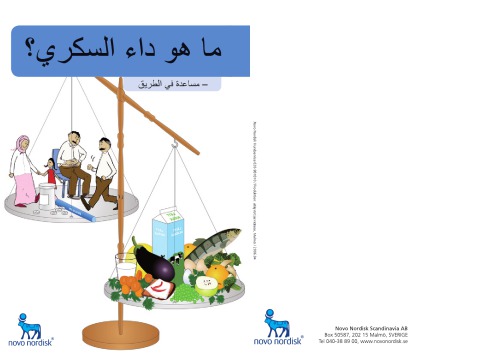 ما هو داء السكري؟
– مساعدة في الطريق
novo nordisk
Novo Nordisk Scandinavia AB
Box 50587, 202 15 Malmö, SVERIGE
Tel 040-38 89 00, www.novonordisk.se
novo nordisk